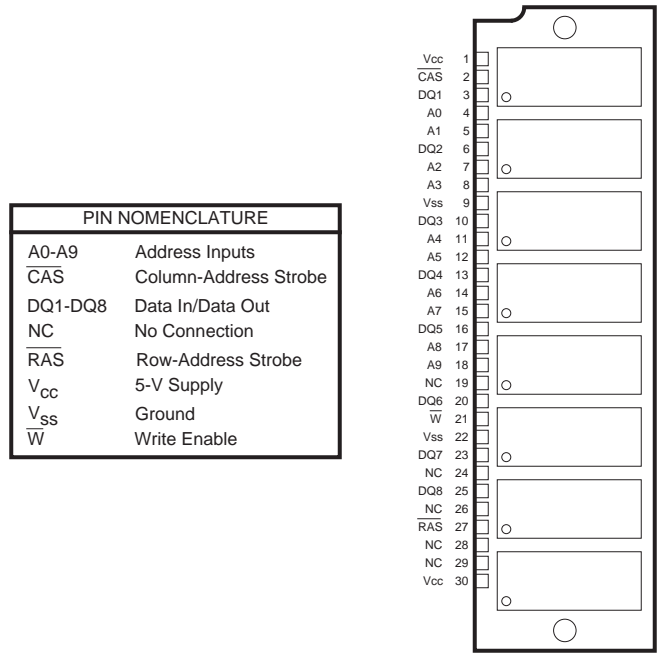 PIN NOMENCLATURE
A0-A9 Address Inputs
CAS Column-Address Strobe
DQ1-DQ8 Data In/Data Out
NC No Connection
RAS Row-Address Strobe
VCC 5-V Supply
VSS Ground
W Write Enable
Vcc 1
CAS 2
DQ1 3
A0 4
A1 5
DQ2 6
A2 7
A3 8
Vss 9
DQ3 10
A4 11
A5 12
DQ4 13
A6 14
A7 15
DQ5 16
A8 17
A9 18
NC 19
DQ6 20
W 21
Vss 22
DQ7 23
NC 24
DQ8 25
NC 26
RAS 27
NC 28
NC 29
Vcc 30